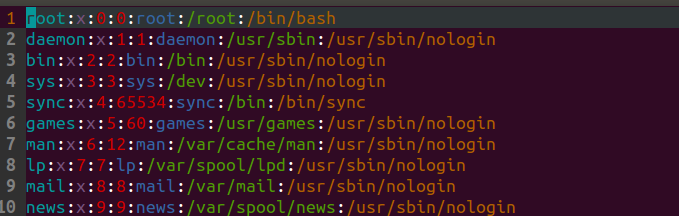 1 root:x:0:0:root:/root:/bin/bash
2 daemon:x:1:1:daemon:/usr/sbin:/usr/sbin/nologin
3 bin:x:2:2:bin:/bin:/usr/sbin/nologin
4 sys:x:3:3:sys:/dev:/usr/sbin/nologin
5 sync:x:4:65534:sync:/bin:/bin/sync
6 games:x:5:60:games:/usr/games:/usr/sbin/nologin
7 man:x:6:12:man:/var/cache/man:/usr/sbin/nologin
8 lp:x:7:7:lp:/var/spool/lpd:/usr/sbin/nologin
9 mail:x:8:8:mail:/var/mail:/usr/sbin/nologin
10 news:x:9:9:news:/var/spool/news:/usr/sbin/nologin